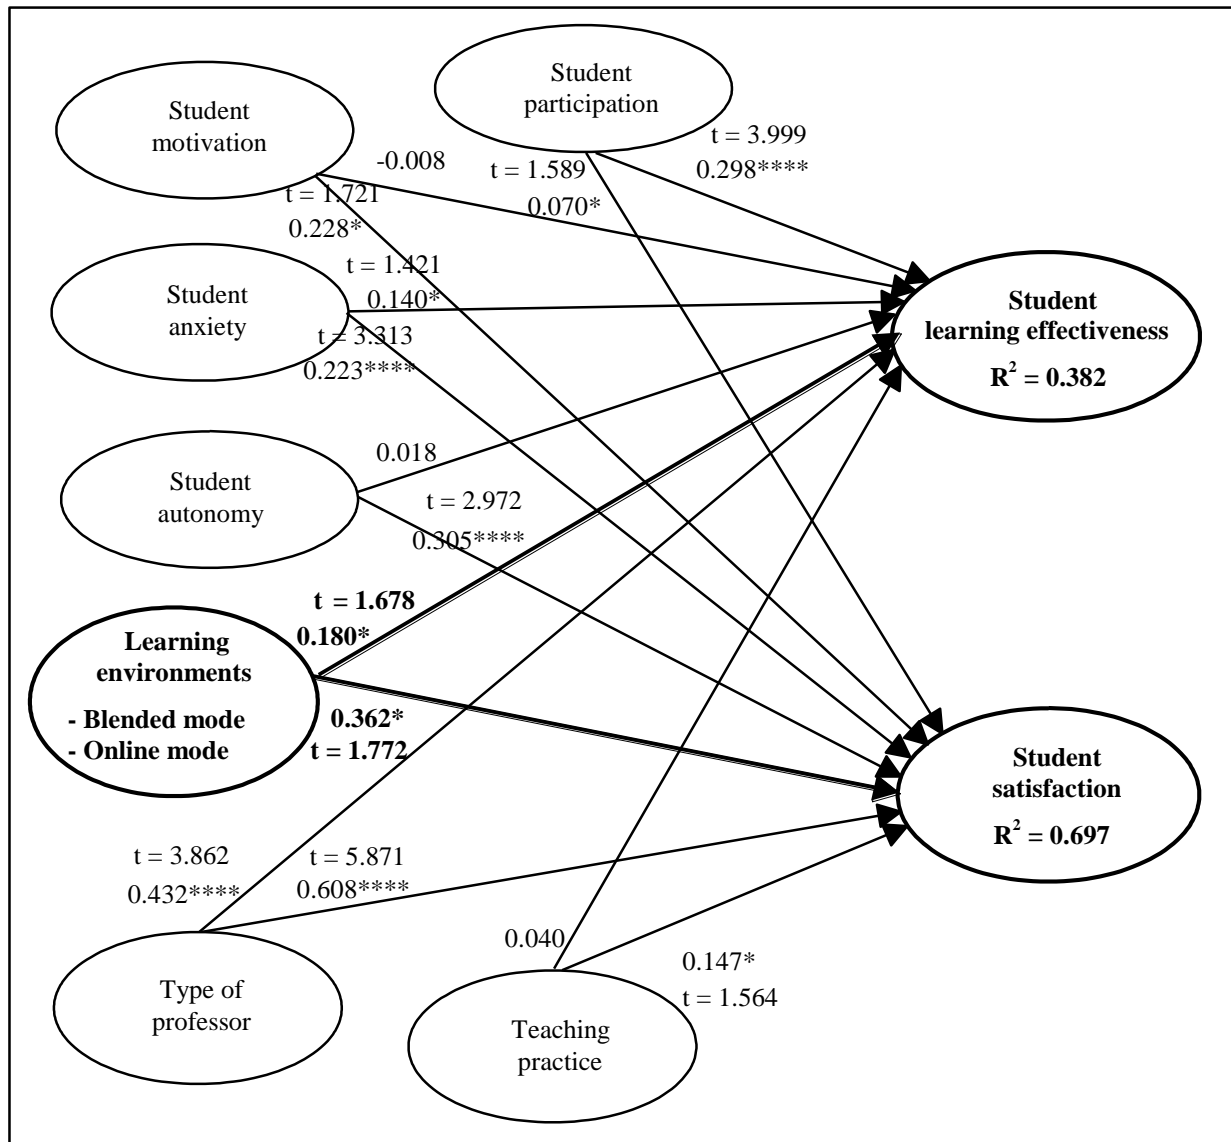 Student
motivation
Student
participation
t = 3.999
0.298****
-0.008
t = 1.589
0.070*
t = 1.721
0.228*
Student
anxiety
t = 1.421
0.140*
t = 3.313
0.223****
Student
learning effectiveness
R² = 0.382
Student
autonomy
0.018
t = 2.972
0.305****
t = 1.678
0.180*
Learning
environments
- Blended mode
- Online mode
0.362*
t = 1.772
Student
satisfaction
R² = 0.697
t = 3.862
0.432****
t = 5.871
0.608****
Type of
professor
0.040
0.147*
t = 1.564
Teaching
practice